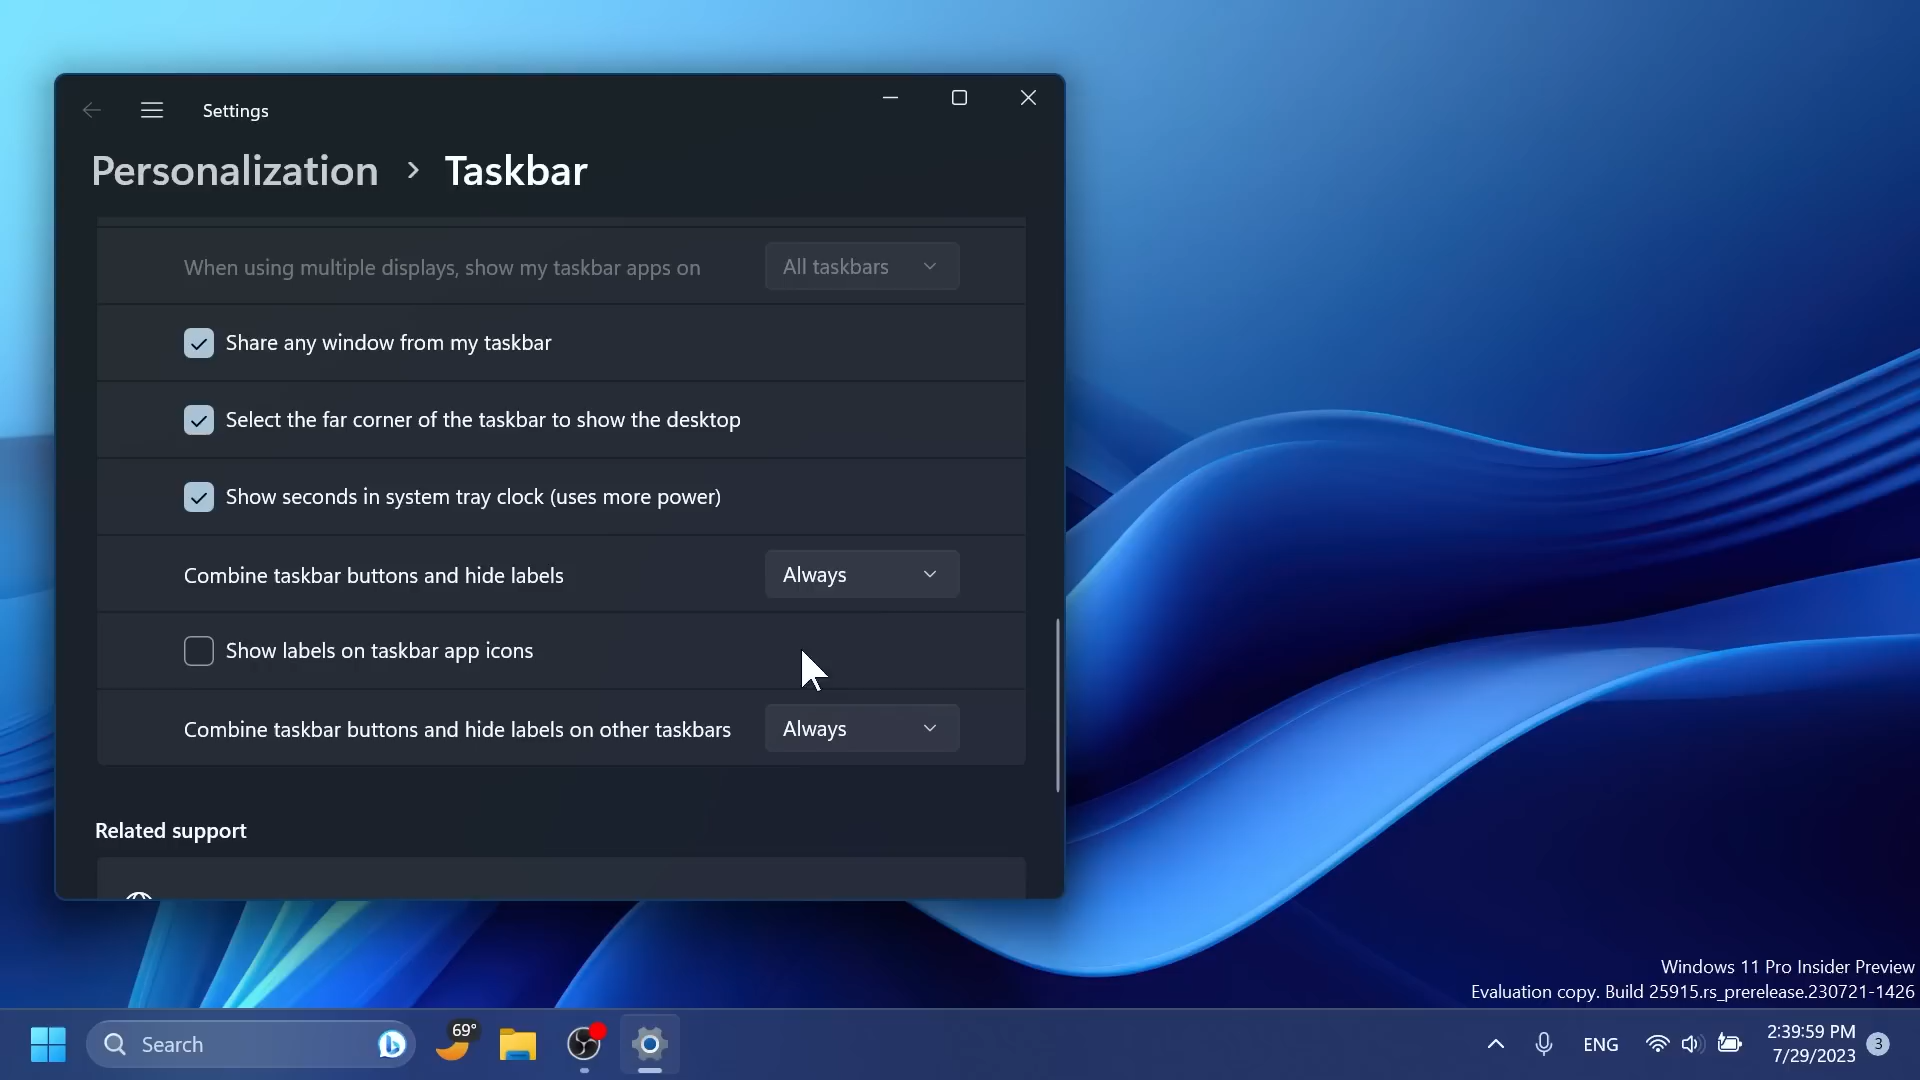 Settings
Personalization > Taskbar
When using multiple displays, show my taskbar apps on All taskbars
Share any window from my taskbar
Select the far corner of the taskbar to show the desktop
Show seconds in system tray clock (uses more power)
Combine taskbar buttons and hide labels Always
Show labels on taskbar app icons
Combine taskbar buttons and hide labels on other taskbars Always
Related support
Windows 11 Pro Insider Preview
Evaluation copy. Build 25915.rs_prerelease.230721-1426
Search
69°
ENG
2:39:59 PM
7/29/2023
3